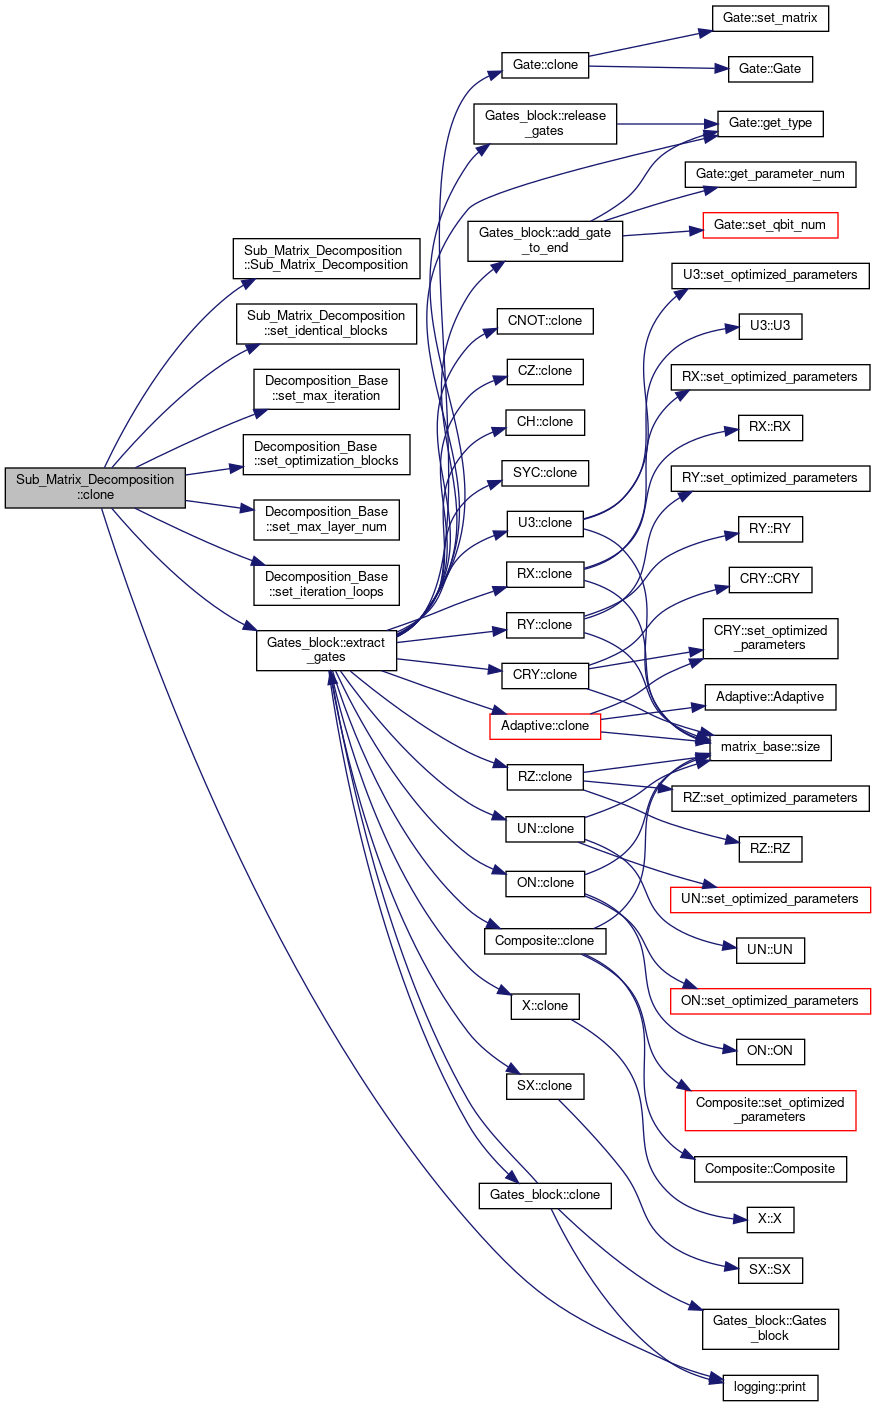 Sub_Matrix_Decomposition
::clone
Sub_Matrix_Decomposition
::Sub_Matrix_Decomposition
Sub_Matrix_Decomposition
::set_identical_blocks
Decomposition_Base
::set_max_iteration
Decomposition_Base
::set_optimization_blocks
Decomposition_Base
::set_max_layer_num
Decomposition_Base
::set_iteration_loops
Gates_block::extract
_gates
Gate::clone
Gates_block::release
_gates
Gates_block::add_gate
_to_end
CNOT::clone
CZ::clone
CH::clone
SYC::clone
U3::clone
RX::clone
RY::clone
CRY::clone
Adaptive::clone
RZ::clone
UN::clone
ON::clone
Composite::clone
X::clone
SX::clone
Gates_block::clone
Gate::set_matrix
Gate::Gate
Gate::get_type
Gate::get_parameter_num
Gate::set_qbit_num
U3::set_optimized_parameters
U3::U3
RX::set_optimized_parameters
RX::RX
RY::set_optimized_parameters
RY::RY
CRY::CRY
CRY::set_optimized
_parameters
Adaptive::Adaptive
matrix_base::size
RZ::set_optimized_parameters
RZ::RZ
UN::set_optimized_parameters
UN::UN
ON::set_optimized_parameters
ON::ON
Composite::set_optimized
_parameters
Composite::Composite
X::X
SX::SX
Gates_block::Gates
_block
logging::print